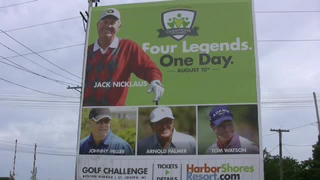 Four Legends.
One Day.
AUGUST 10TH
JACK NICKLAUS
JOHNNY MILLER
ARNOLD PALMER
TOM WATSON
GOLF CHALLENGE
TICKETS
DETAILS
HarborShores
Resort.com